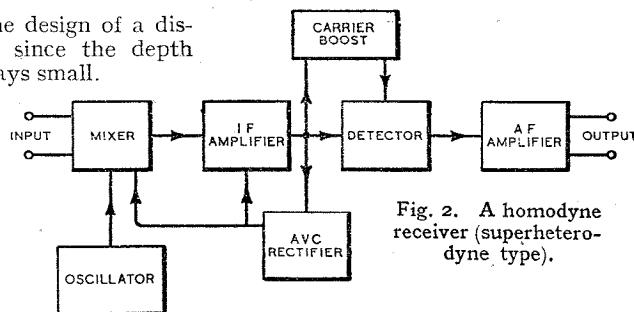 ne design of a dis-
since the depth
ays small.
CARRIER
BOOST
INPUT
MIXER
I F
AMPLIFIER
DETECTOR
A F
AMPLIFIER
OUTPUT
OSCILLATOR
AVC
RECTIFIER
Fig. 2. A homodyne
receiver (superhetero-
dyne type).